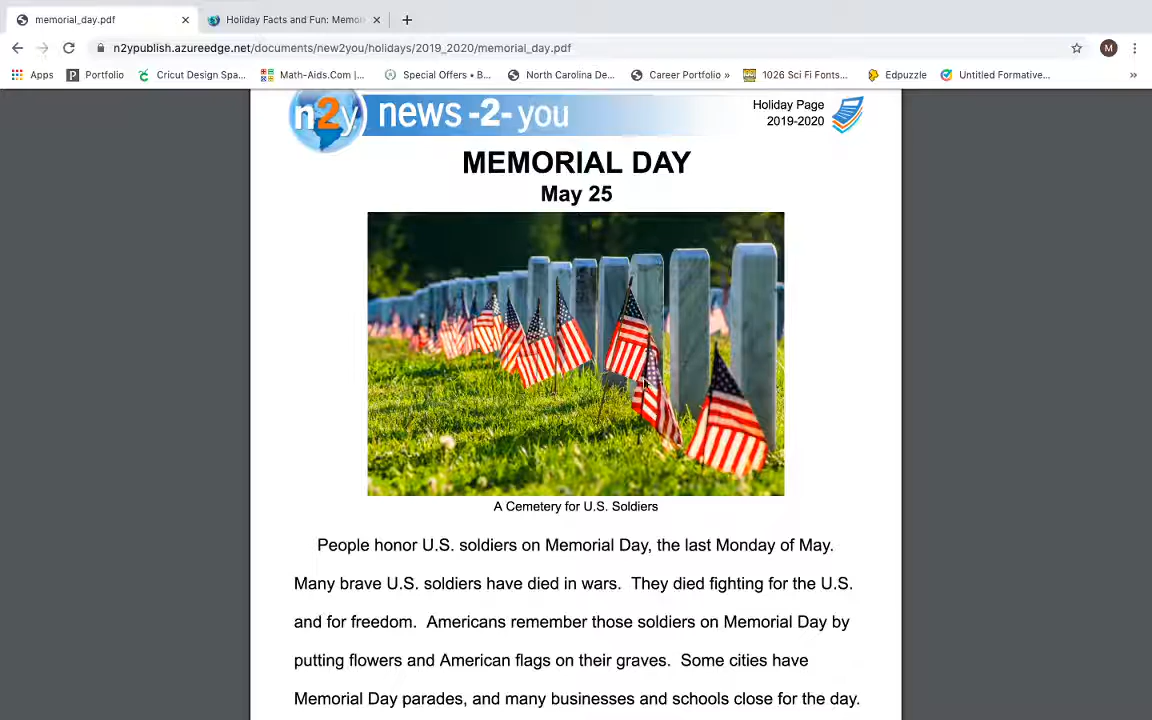 memorial_day.pdf
Holiday Facts and Fun: Memor
n2ypublish.azureedge.net/documents/new2you/holidays/2019_2020/memorial_day.pdf
M
Apps
Portfolio
Cricut Design Spa...
Math-Aids.Com |...
Special Offers • B...
North Carolina De...
Career Portfolio »
1026 Sci Fi Fonts...
Edpuzzle
Untitled Formative...
»
n2y news -2- you
Holiday Page
2019-2020
MEMORIAL DAY
May 25
A Cemetery for U.S. Soldiers
People honor U.S. soldiers on Memorial Day, the last Monday of May.
Many brave U.S. soldiers have died in wars. They died fighting for the U.S.
and for freedom. Americans remember those soldiers on Memorial Day by
putting flowers and American flags on their graves. Some cities have
Memorial Day parades, and many businesses and schools close for the day.